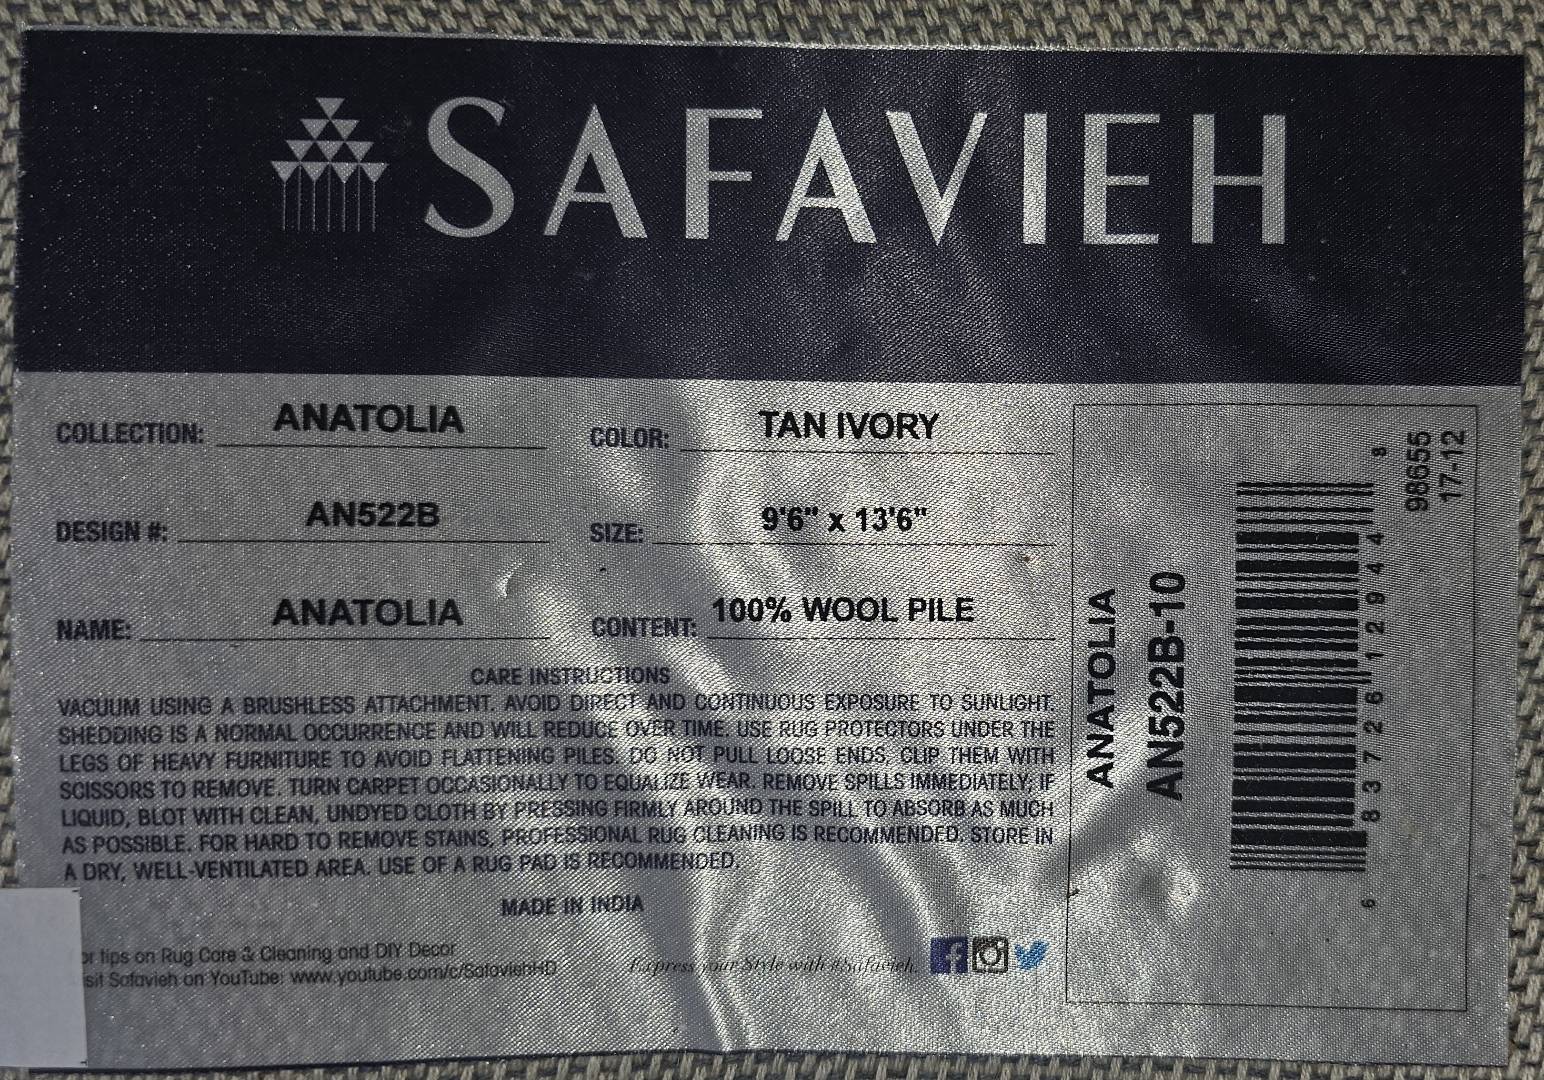 SAFAVIEH
COLLECTION: ANATOLIA
COLOR: TAN IVORY
DESIGN #: AN522B
SIZE: 9'6" x 13'6"
NAME: ANATOLIA
CONTENT: 100% WOOL PILE
CARE INSTRUCTIONS
VACUUM USING A BRUSHLESS ATTACHMENT. AVOID DIRECT AND CONTINUOUS EXPOSURE TO SUNLIGHT.
SHEDDING IS A NORMAL OCCURRENCE AND WILL REDUCE OVER TIME. USE RUG PROTECTORS UNDER THE
LEGS OF HEAVY FURNITURE TO AVOID FLATTENING PILES. DO NOT PULL LOOSE ENDS, CLIP THEM WITH
SCISSORS TO REMOVE. TURN CARPET OCCASIONALLY TO EQUALIZE WEAR. REMOVE SPILLS IMMEDIATELY; IF
LIQUID, BLOT WITH CLEAN, UNDYED CLOTH BY PRESSING FIRMLY AROUND THE SPILL TO ABSORB AS MUCH
AS POSSIBLE. FOR HARD TO REMOVE STAINS, PROFESSIONAL RUG CLEANING IS RECOMMENDED. STORE IN
A DRY, WELL-VENTILATED AREA. USE OF A RUG PAD IS RECOMMENDED.
MADE IN INDIA
or tips on Rug Care & Cleaning and DIY Decor
sit Safavieh on YouTube: www.youtube.com/c/SafaviehHD
Express your Style with #Safavieh.
ANATOLIA
AN522B-10
6 83726 12944 8
98655
17-12